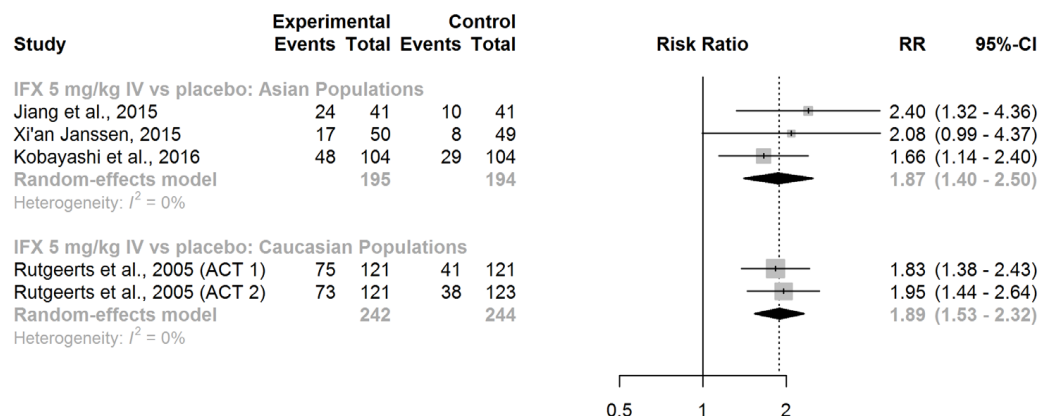 Experimental Control
Study Events Total Events Total Risk Ratio RR 95%-CI
IFX 5 mg/kg IV vs placebo: Asian Populations
Jiang et al., 2015 24 41 10 41 2.40 (1.32 - 4.36)
Xi'an Janssen, 2015 17 50 8 49 2.08 (0.99 - 4.37)
Kobayashi et al., 2016 48 104 29 104 1.66 (1.14 - 2.40)
Random-effects model 195 194 1.87 (1.40 - 2.50)
Heterogeneity: I² = 0%
IFX 5 mg/kg IV vs placebo: Caucasian Populations
Rutgeerts et al., 2005 (ACT 1) 75 121 41 121 1.83 (1.38 - 2.43)
Rutgeerts et al., 2005 (ACT 2) 73 121 38 123 1.95 (1.44 - 2.64)
Random-effects model 242 244 1.89 (1.53 - 2.32)
Heterogeneity: I² = 0%
0.5 1 2